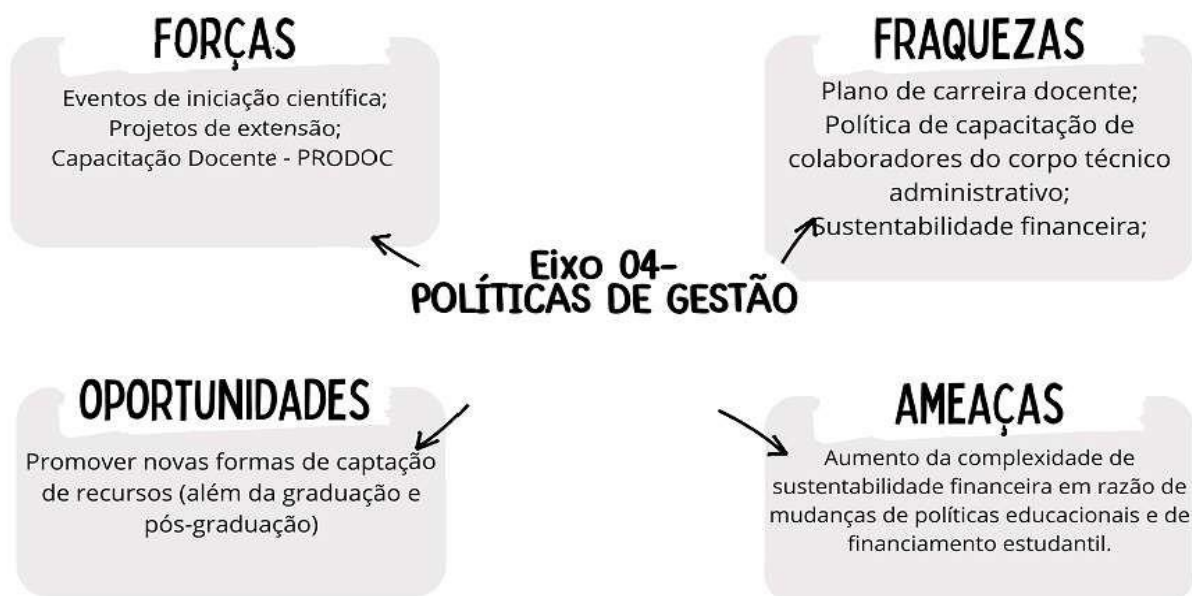 FORÇAS
Eventos de iniciação científica;
Projetos de extensão;
Capacitação Docente - PRODOC
FRAQUEZAS
Plano de carreira docente;
Política de capacitação de
colaboradores do corpo técnico
administrativo;
Sustentabilidade financeira;
Eixo 04-
POLÍTICAS DE GESTÃO
OPORTUNIDADES
Promover novas formas de captação
de recursos (além da graduação e
pós-graduação)
AMEAÇAS
Aumento da complexidade de
sustentabilidade financeira em razão de
mudanças de políticas educacionais e de
financiamento estudantil.